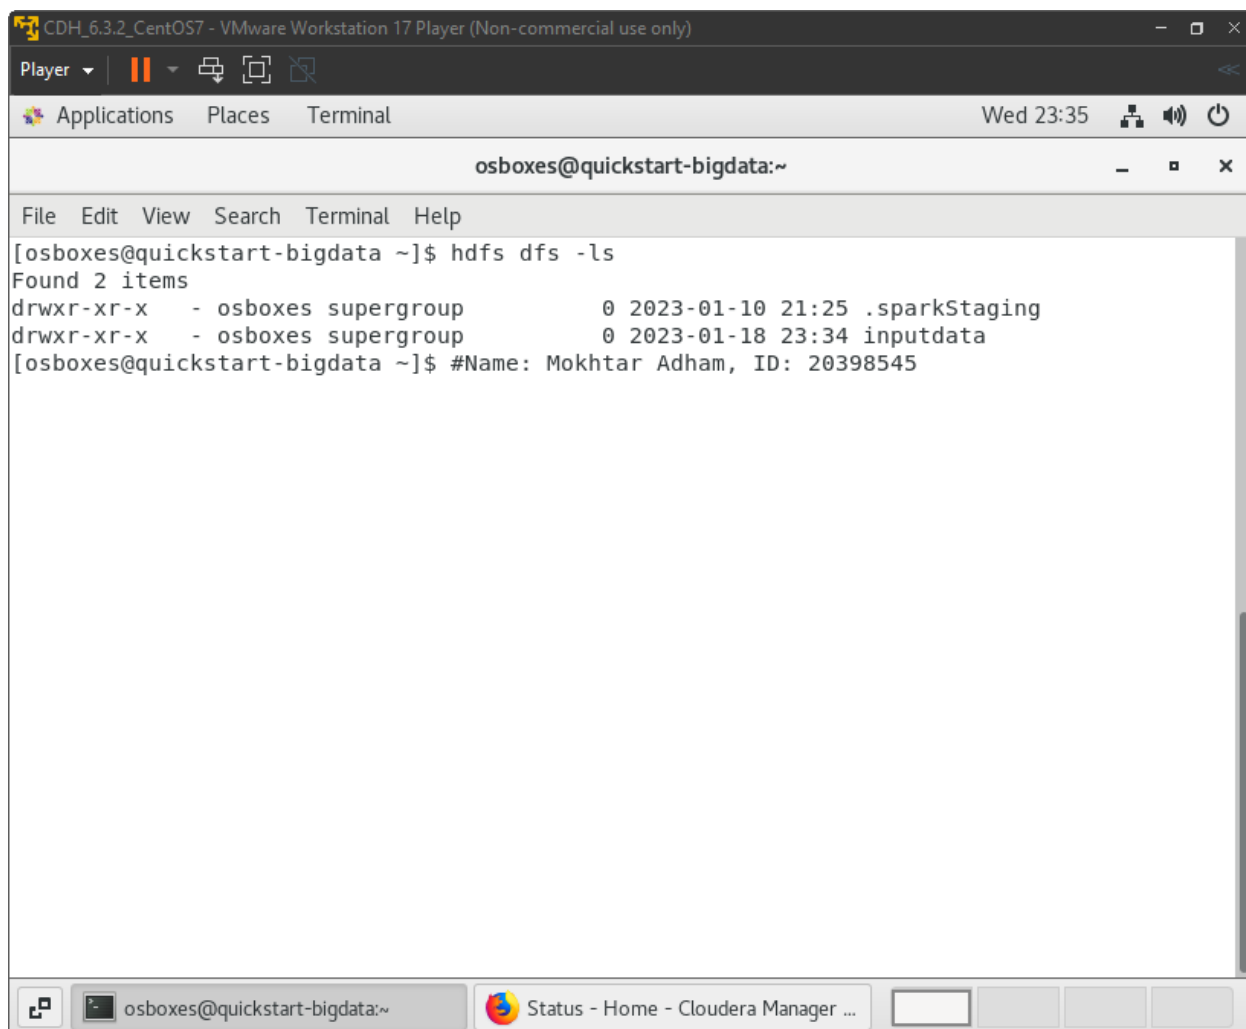 CDH_6.3.2_CentOS7 - VMware Workstation 17 Player (Non-commercial use only)
Player
Applications Places Terminal Wed 23:35
osboxes@quickstart-bigdata:~
File Edit View Search Terminal Help
[osboxes@quickstart-bigdata ~]$ hdfs dfs -ls
Found 2 items
drwxr-xr-x   - osboxes supergroup          0 2023-01-10 21:25 .sparkStaging
drwxr-xr-x   - osboxes supergroup          0 2023-01-18 23:34 inputdata
[osboxes@quickstart-bigdata ~]$ #Name: Mokhtar Adham, ID: 20398545
osboxes@quickstart-bigdata:~ Status - Home - Cloudera Manager ...